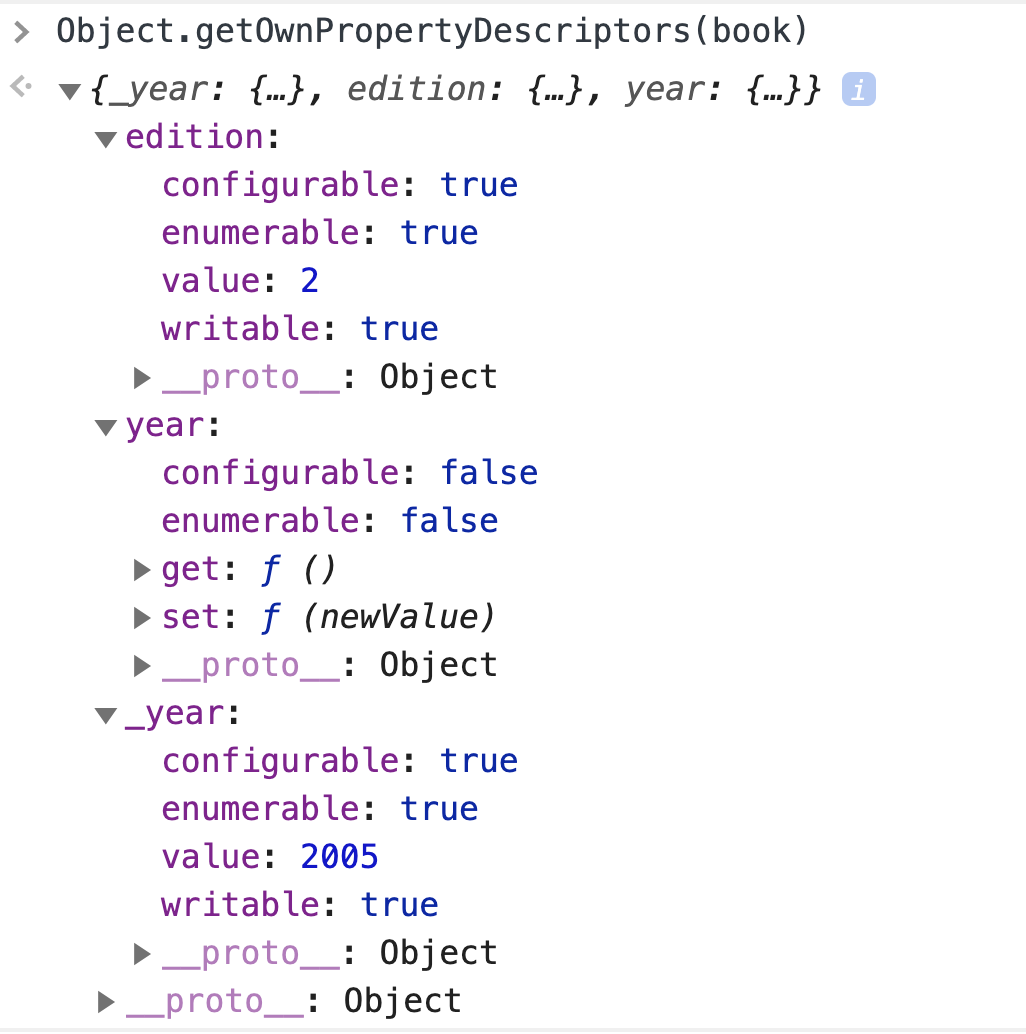 > Object.getOwnPropertyDescriptors(book)
{_year: {…}, edition: {…}, year: {…}} i
edition:
configurable: true
enumerable: true
value: 2
writable: true
__proto__: Object
year:
configurable: false
enumerable: false
get: ƒ ()
set: ƒ (newValue)
__proto__: Object
_year:
configurable: true
enumerable: true
value: 2005
writable: true
__proto__: Object
__proto__: Object